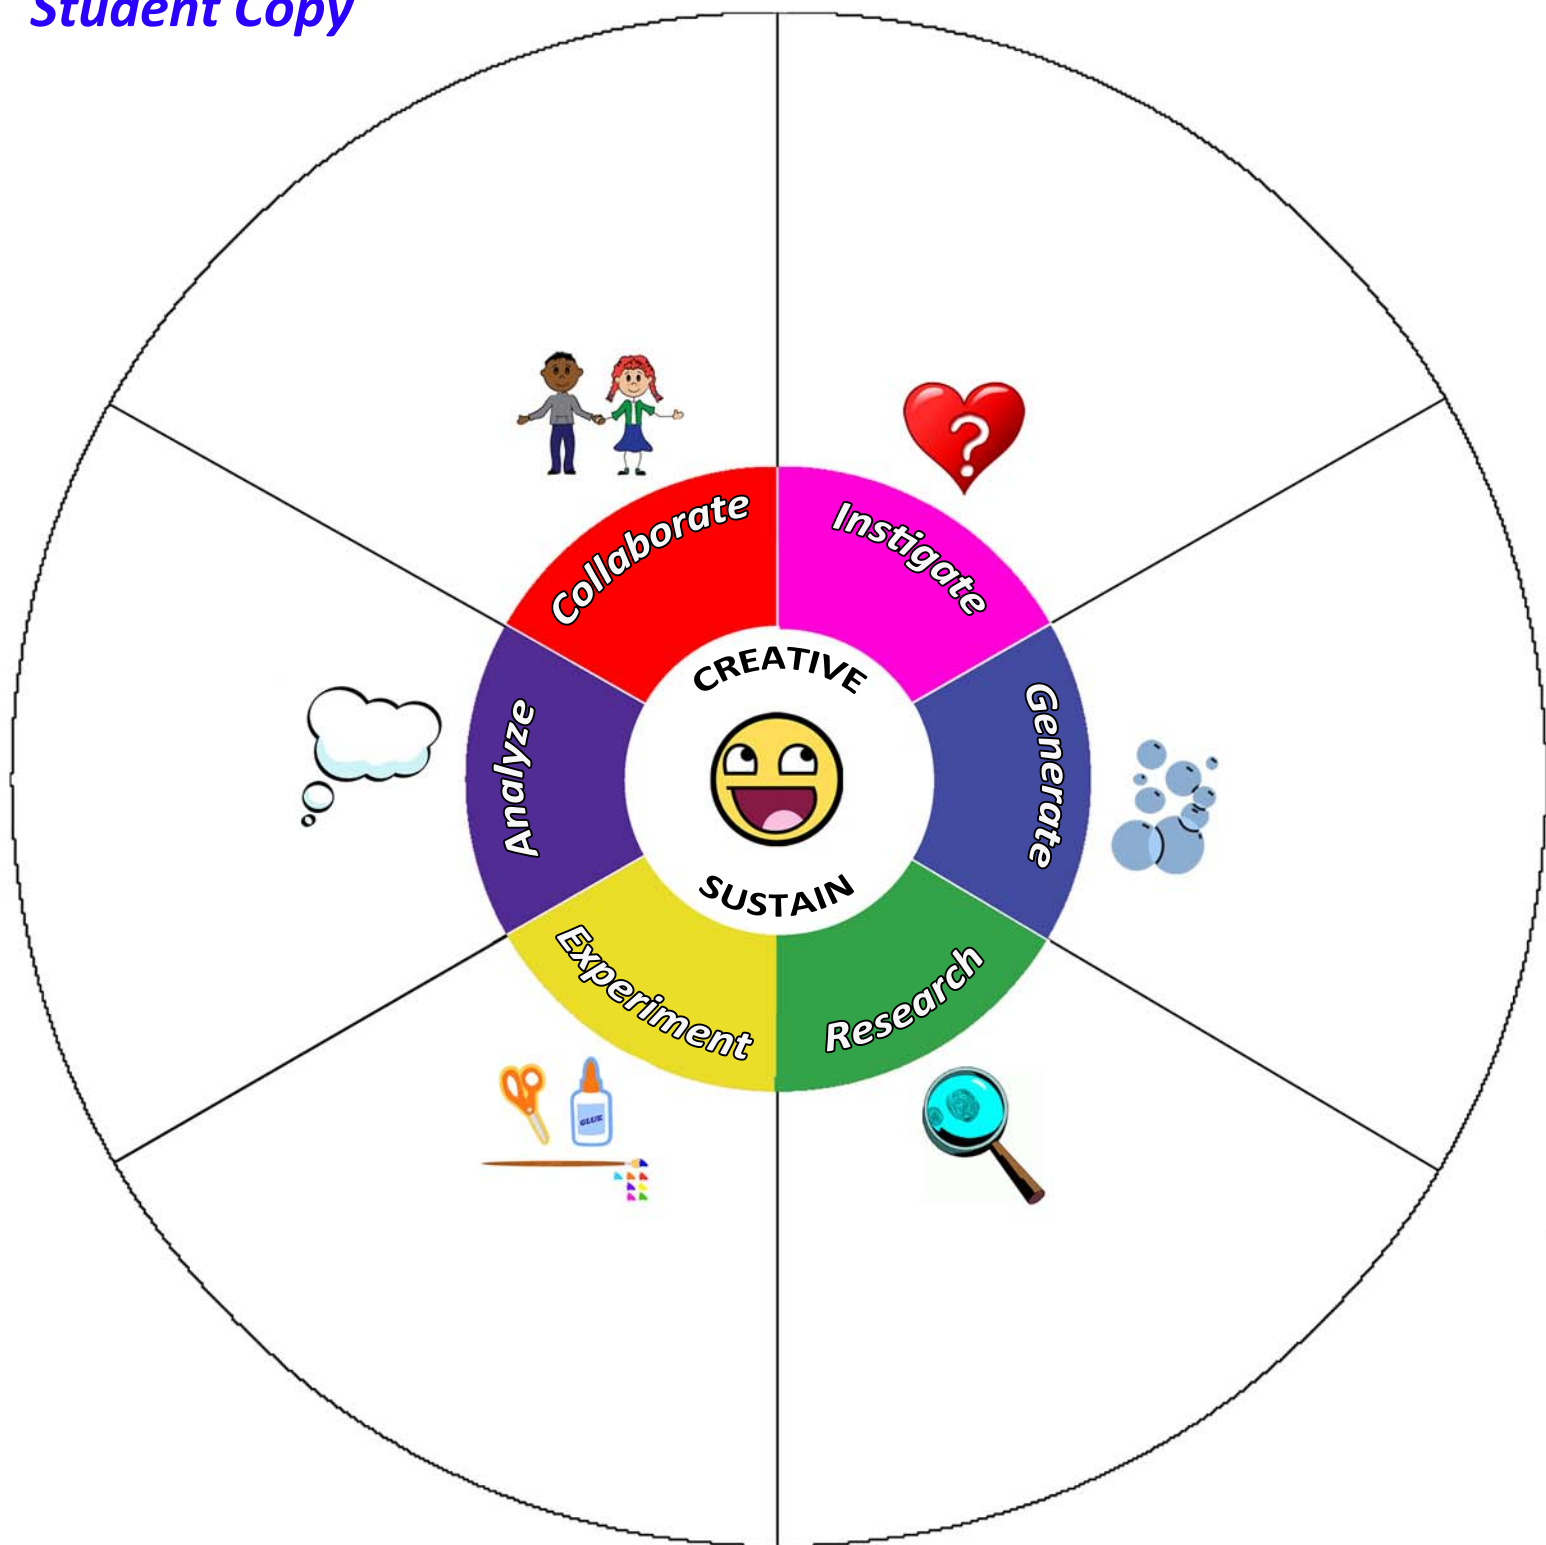 Student Copy
Collaborate
Instigate
CREATIVE
Analyze
Generate
SUSTAIN
Experiment
Research
GLUE